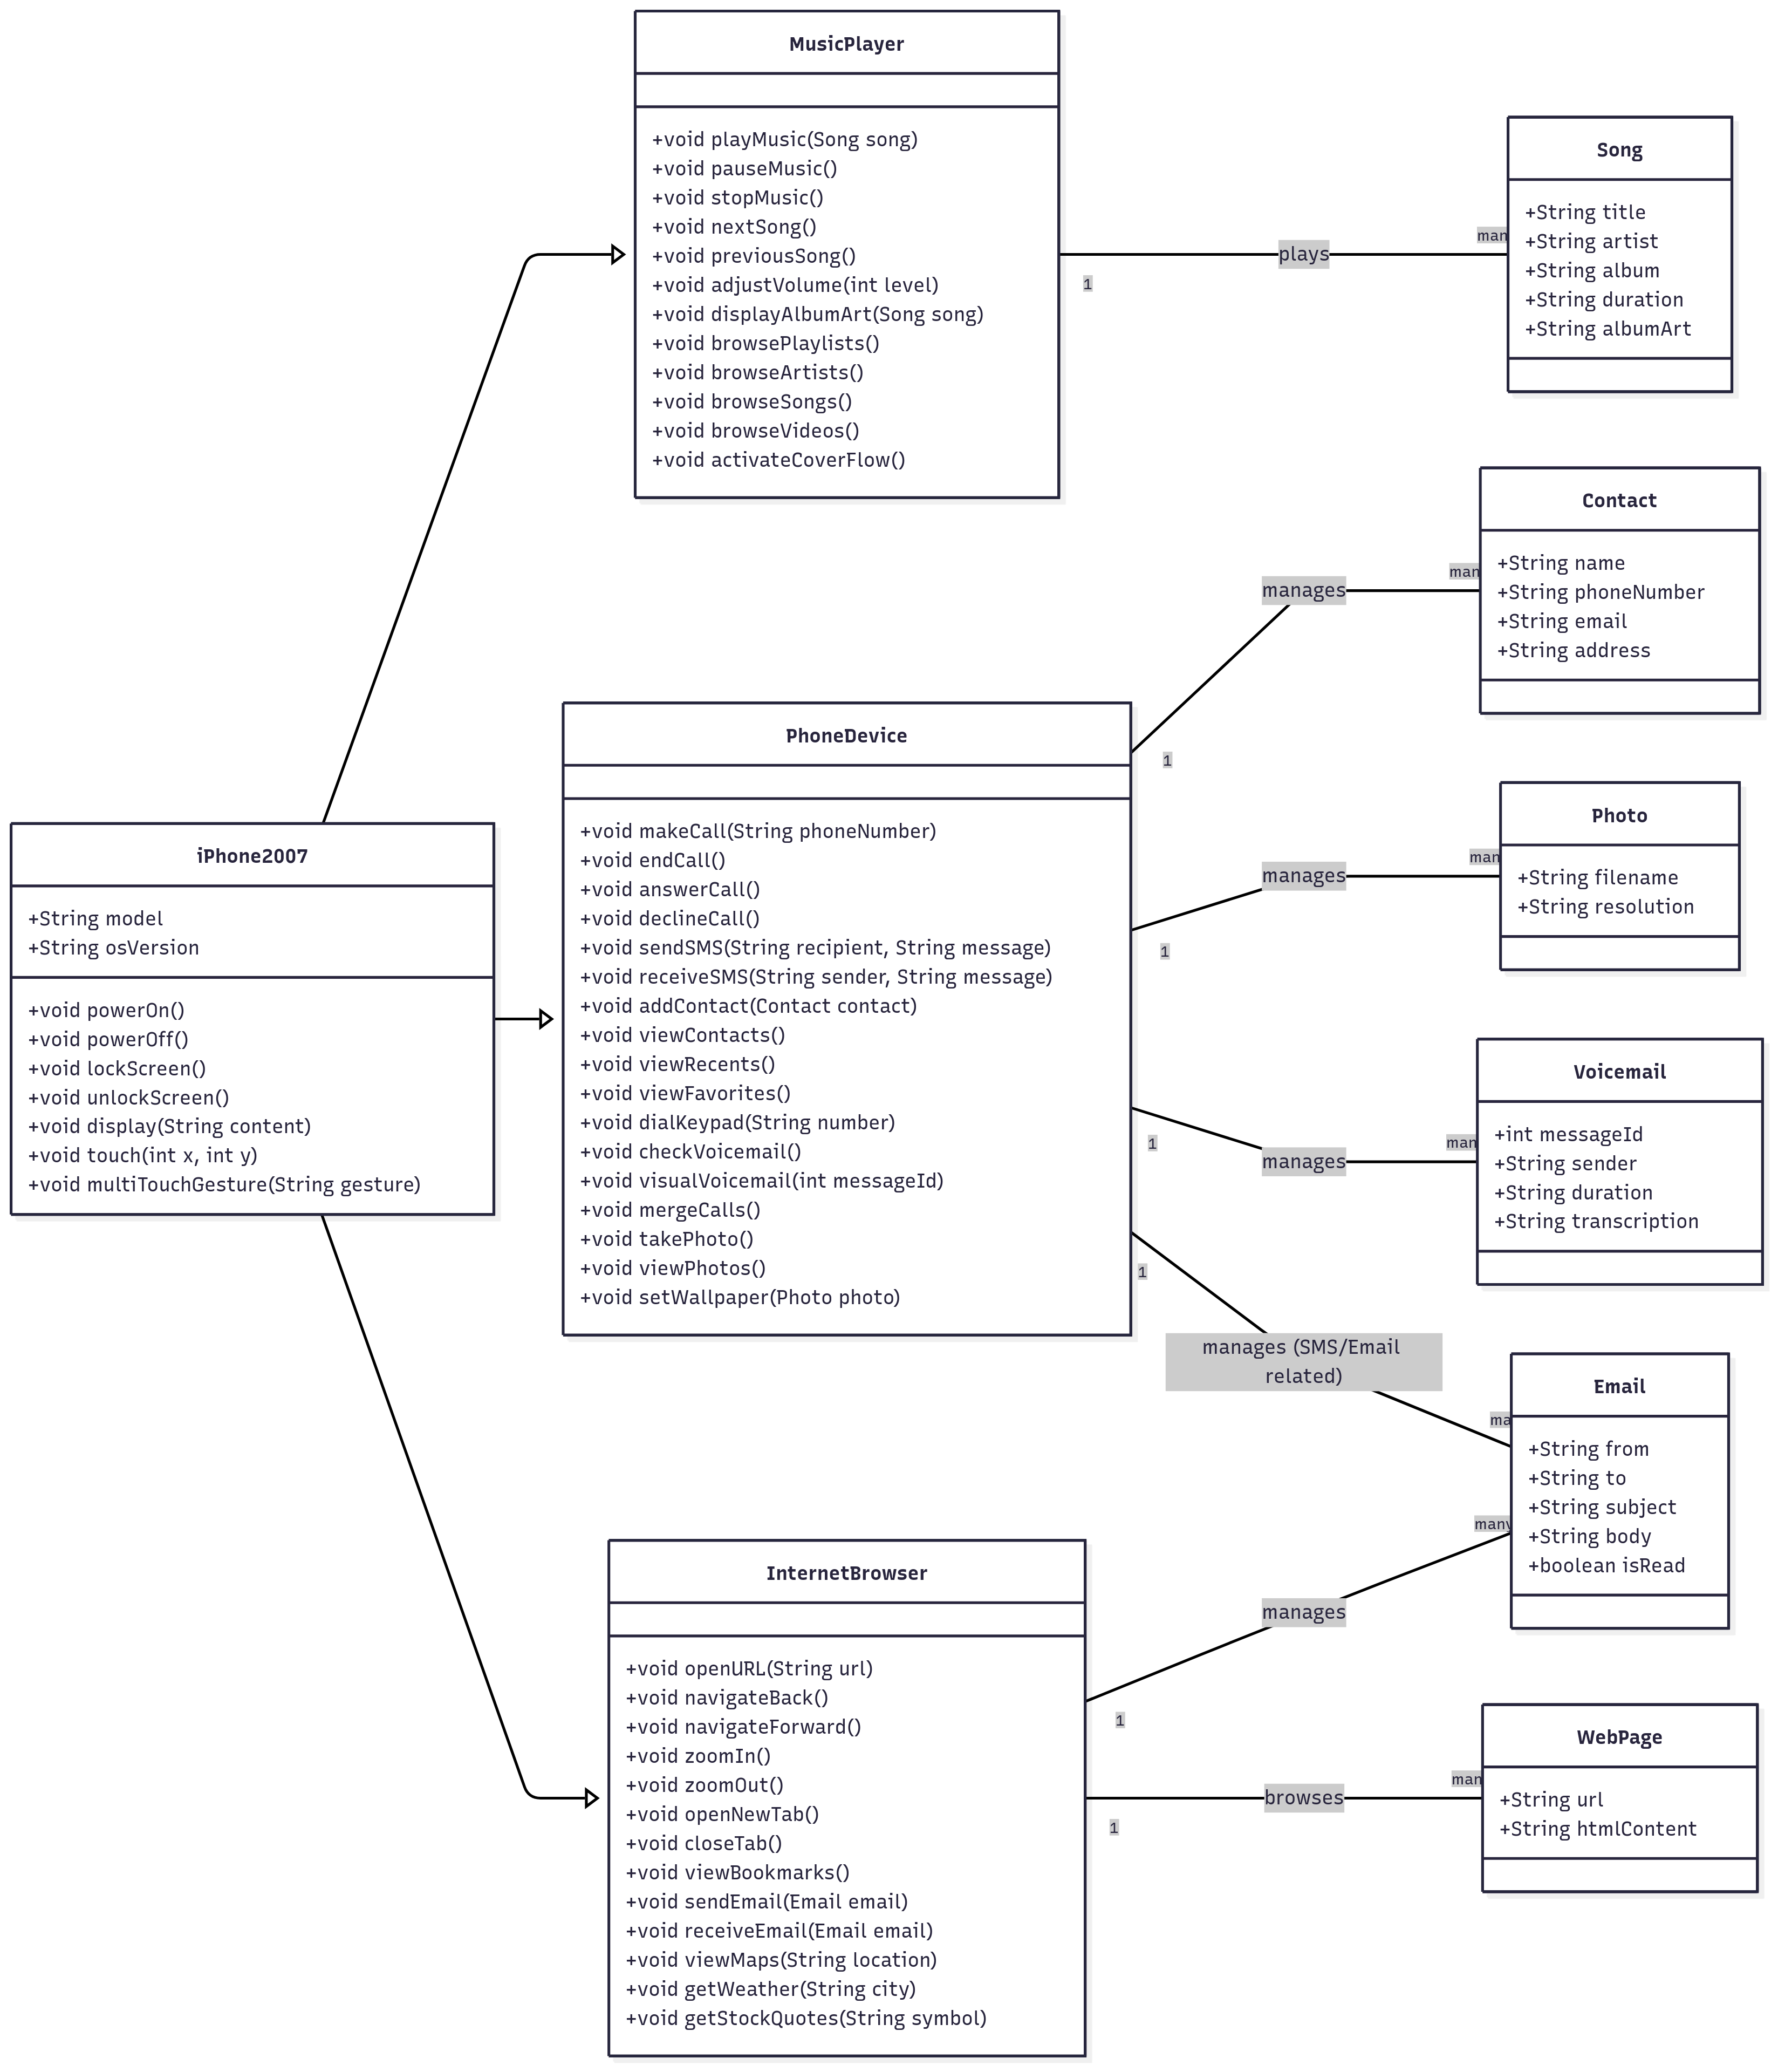 MusicPlayer
+void playMusic(Song song)
+void pauseMusic()
+void stopMusic()
+void nextSong()
+void previousSong()
+void adjustVolume(int level)
+void displayAlbumArt(Song song)
+void browsePlaylists()
+void browseArtists()
+void browseSongs()
+void browseVideos()
+void activateCoverFlow()
plays
1
man
Song
+String title
+String artist
+String album
+String duration
+String albumArt
Contact
+String name
+String phoneNumber
+String email
+String address
manages
1
man
iPhone2007
+String model
+String osVersion
+void powerOn()
+void powerOff()
+void lockScreen()
+void unlockScreen()
+void display(String content)
+void touch(int x, int y)
+void multiTouchGesture(String gesture)
PhoneDevice
+void makeCall(String phoneNumber)
+void endCall()
+void answerCall()
+void declineCall()
+void sendSMS(String recipient, String message)
+void receiveSMS(String sender, String message)
+void addContact(Contact contact)
+void viewContacts()
+void viewRecents()
+void viewFavorites()
+void dialKeypad(String number)
+void checkVoicemail()
+void visualVoicemail(int messageId)
+void mergeCalls()
+void takePhoto()
+void viewPhotos()
+void setWallpaper(Photo photo)
manages
1
man
Photo
+String filename
+String resolution
manages
1
man
Voicemail
+int messageId
+String sender
+String duration
+String transcription
1
manages (SMS/Email
related)
ma
Email
+String from
+String to
+String subject
+String body
+boolean isRead
manages
1
many
InternetBrowser
+void openURL(String url)
+void navigateBack()
+void navigateForward()
+void zoomIn()
+void zoomOut()
+void openNewTab()
+void closeTab()
+void viewBookmarks()
+void sendEmail(Email email)
+void receiveEmail(Email email)
+void viewMaps(String location)
+void getWeather(String city)
+void getStockQuotes(String symbol)
browses
1
man
WebPage
+String url
+String htmlContent